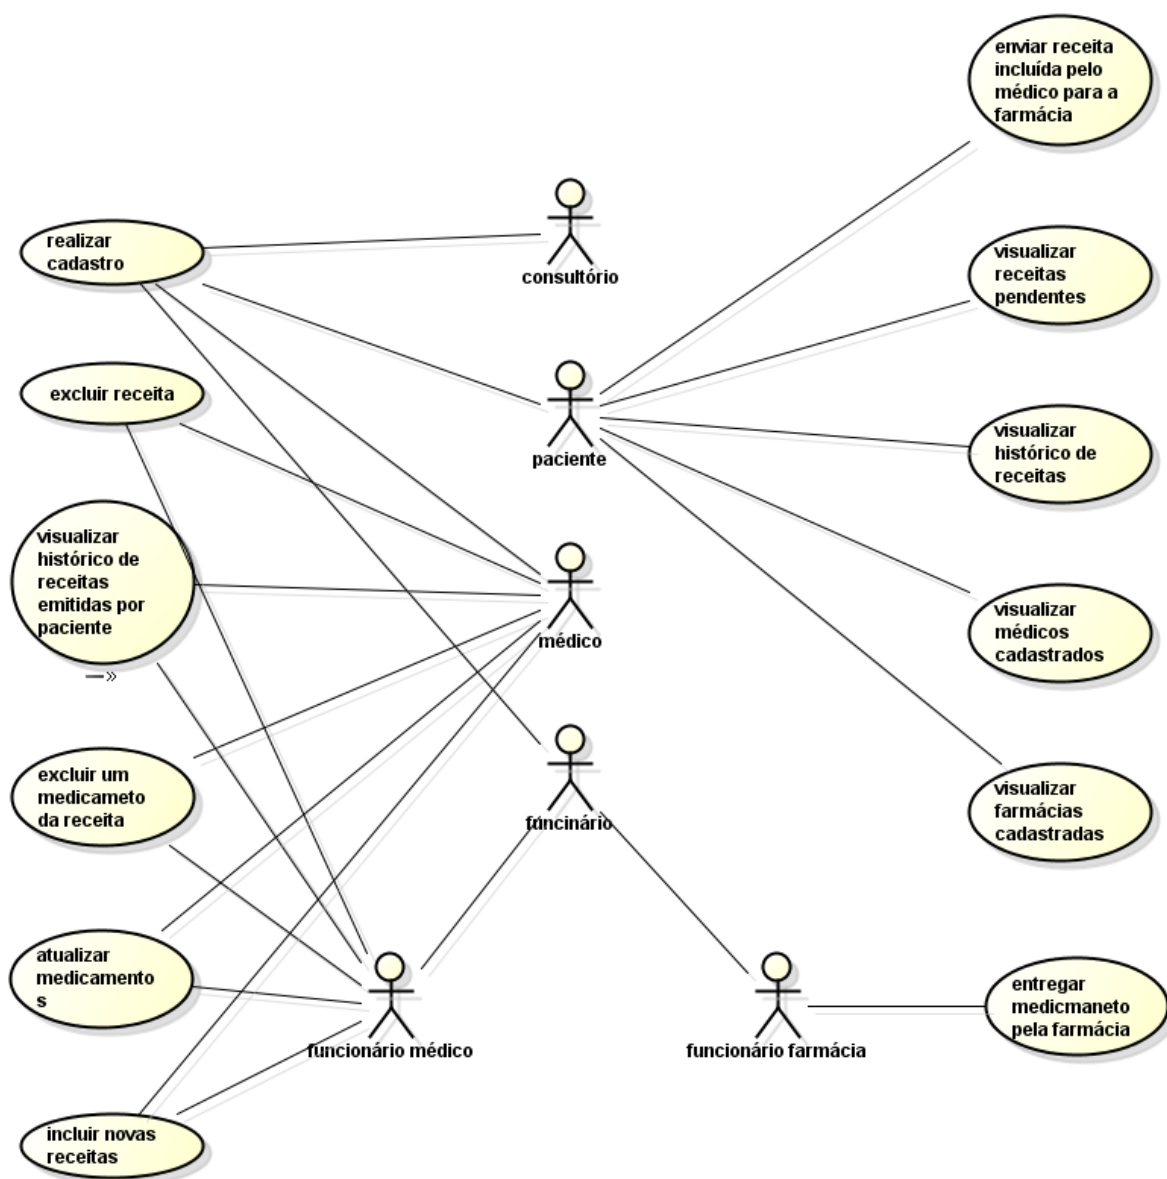 enviar receita
incluída pelo
médico para a
farmácia
realizar
cadastro
consultório
visualizar
receitas
pendentes
excluir receita
paciente
visualizar
histórico de
receitas
visualizar
histórico de
receitas
emitidas por
paciente
médico
visualizar
médicos
cadastrados
excluir um
medicameto
da receita
funcinário
visualizar
farmácias
cadastradas
atualizar
medicamento
s
funcionário médico
funcionário farmácia
entregar
medicmaneto
pela farmácia
incluir novas
receitas